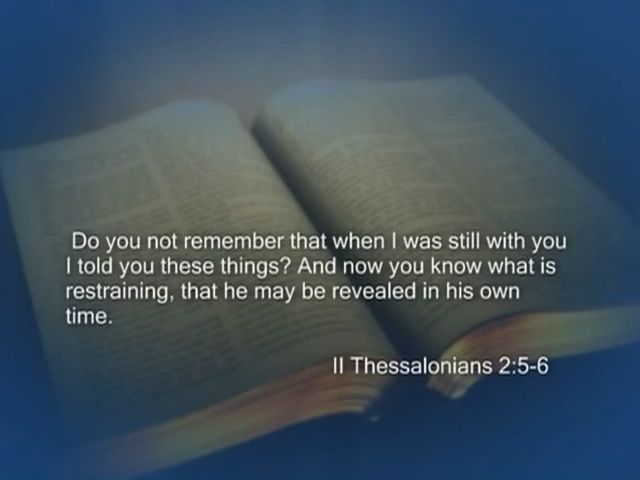 Do you not remember that when I was still with you
I told you these things? And now you know what is
restraining, that he may be revealed in his own
time.
II Thessalonians 2:5-6